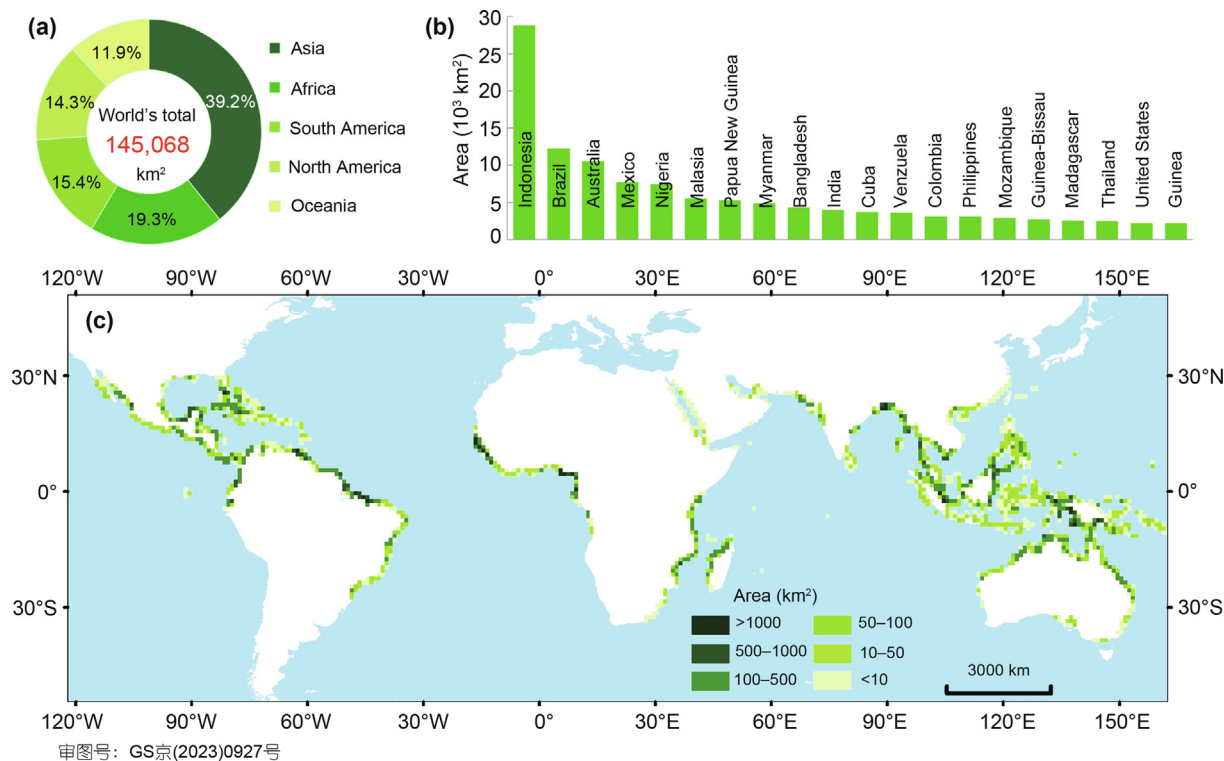 (a)
11.9%
14.3%
39.2%
15.4%
19.3%
World's total
145,068
km²
Asia
Africa
South America
North America
Oceania
(b)
Area (10³ km²)
30
25
20
15
10
5
0
Indonesia
Brazil
Australia
Mexico
Nigeria
Malasia
Papua New Guinea
Myanmar
Bangladesh
India
Cuba
Venzuela
Colombia
Philippines
Mozambique
Guinea-Bissau
Madagascar
Thailand
United States
Guinea
120°W 90°W 60°W 30°W 0° 30°E 60°E 90°E 120°E 150°E
(c)
30°N 30°N
0° 0°
30°S 30°S
Area (km²)
>1000 50–100
500–1000 10–50
100–500 <10
3000 km
120°W 90°W 60°W 30°W 0° 30°E 60°E 90°E 120°E 150°E
审图号：GS京(2023)0927号